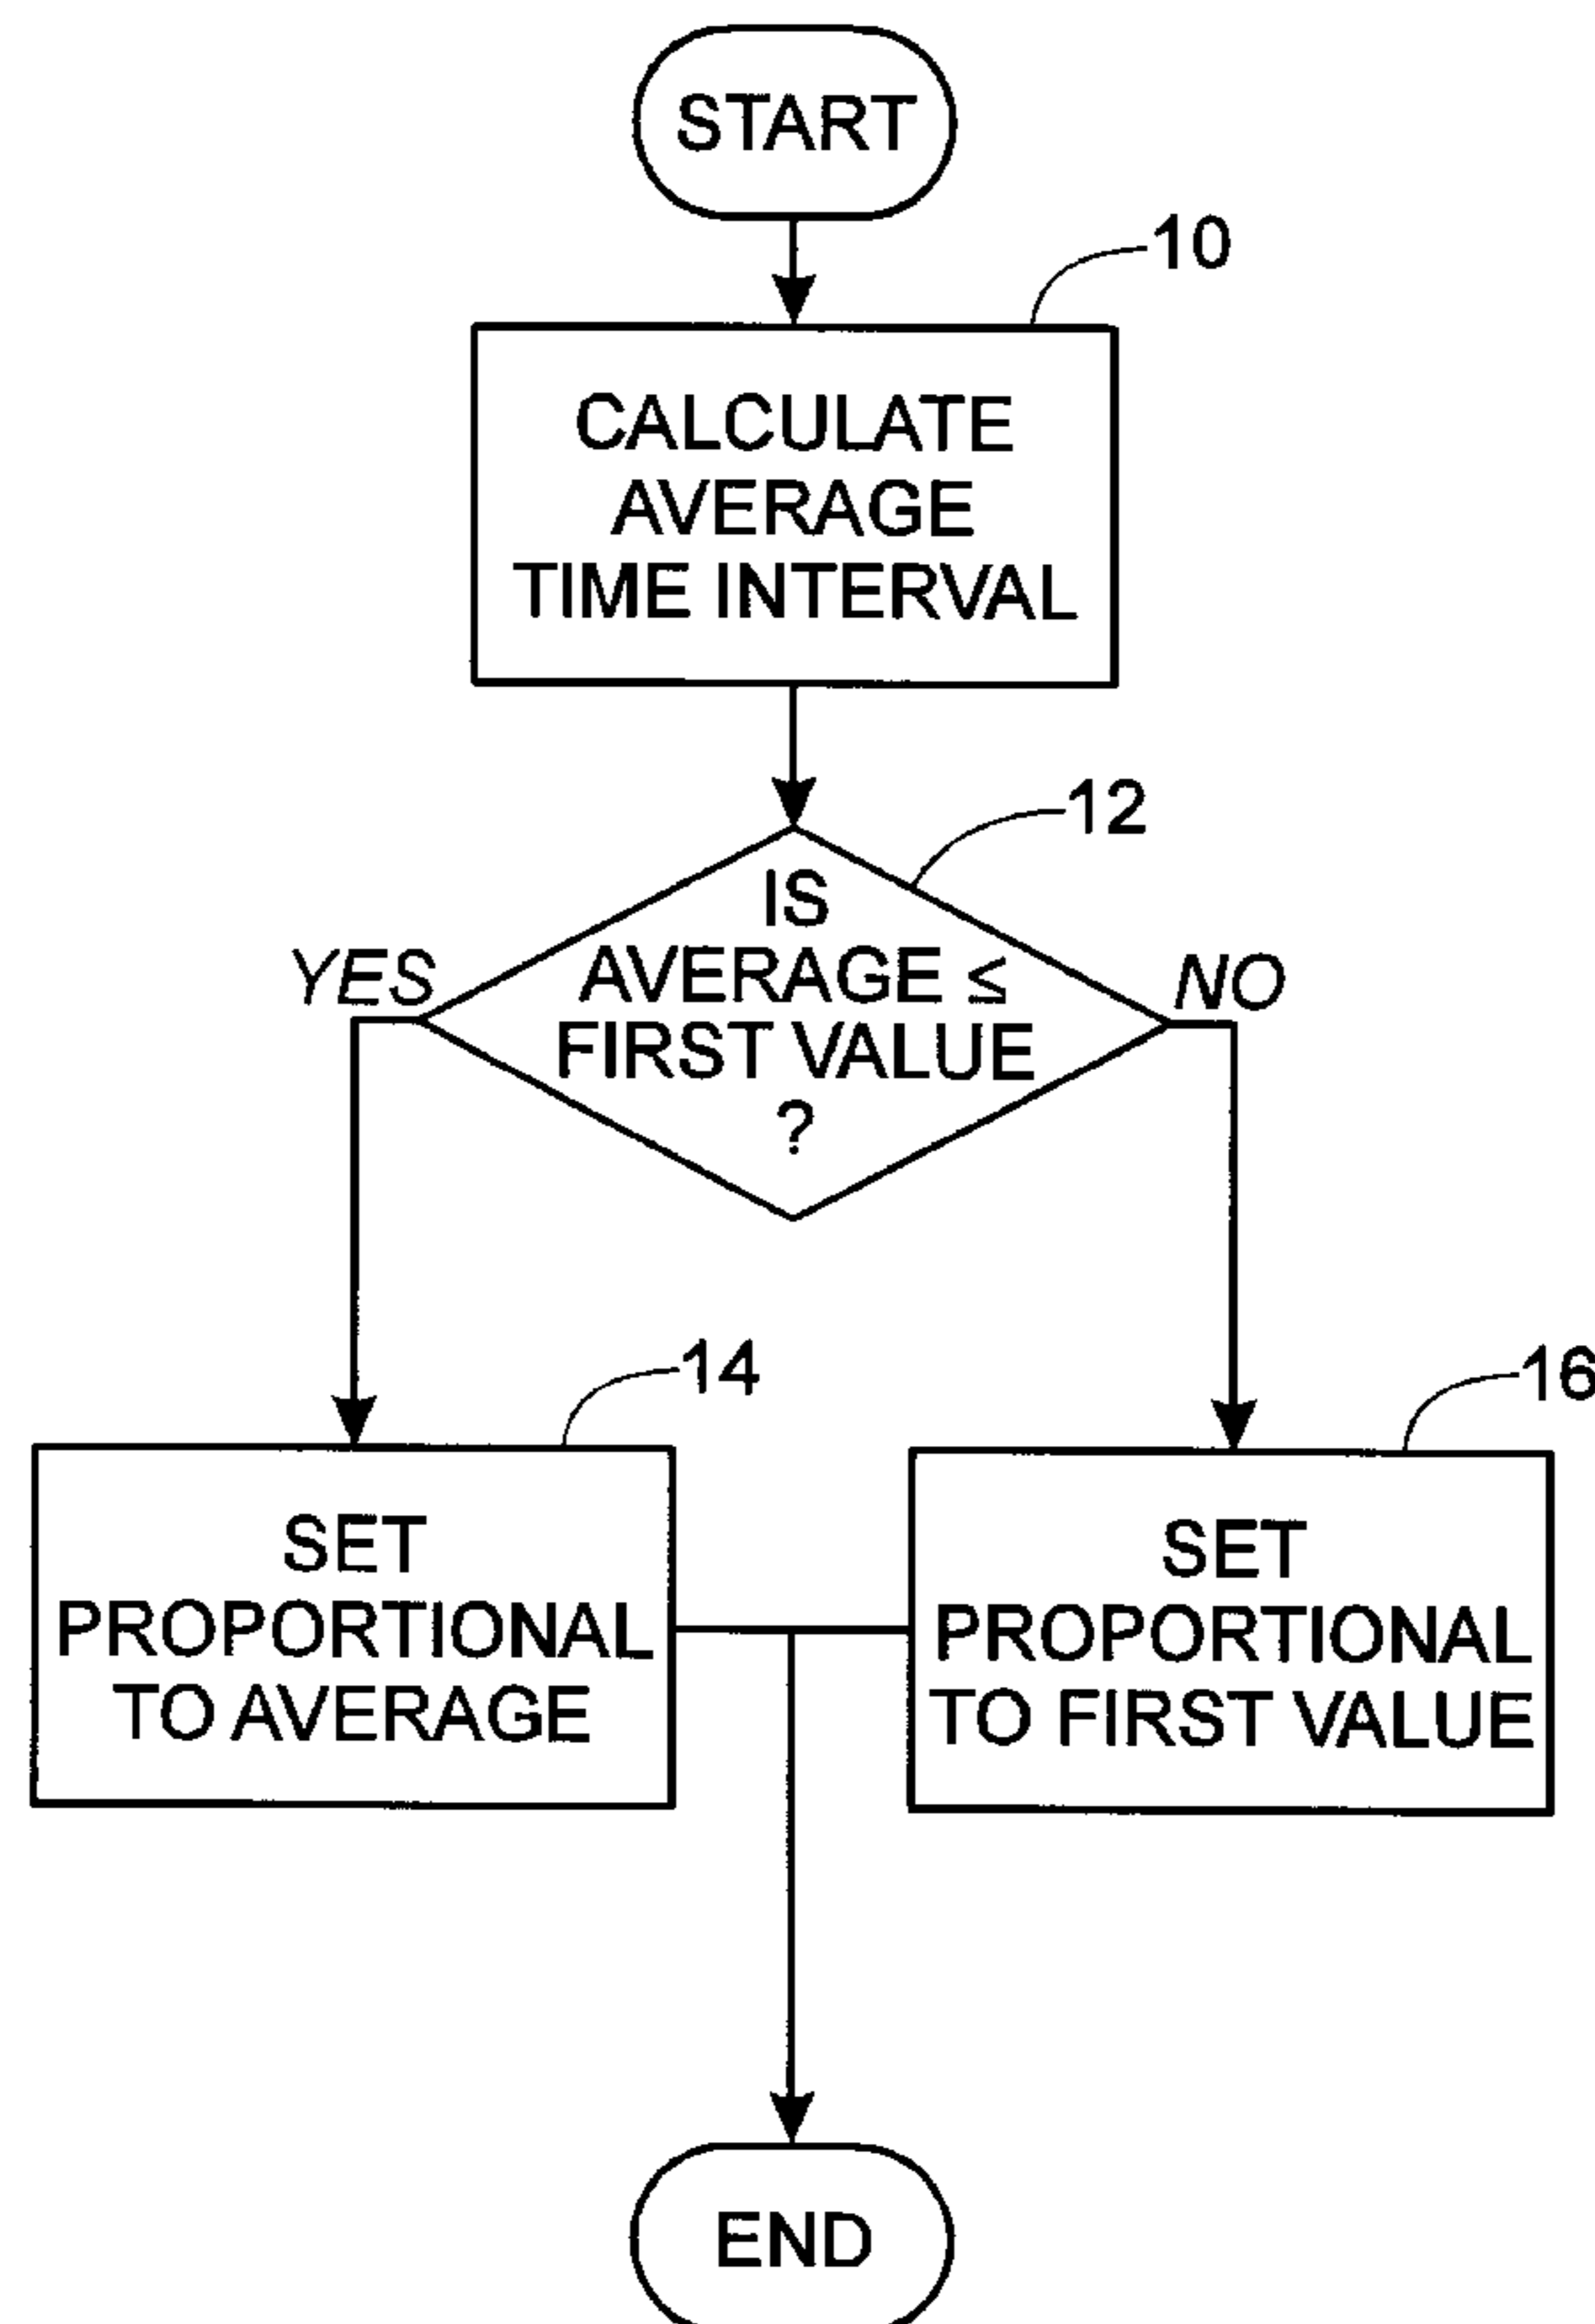 START
10
CALCULATE
AVERAGE
TIME INTERVAL
12
IS
AVERAGE ≤
FIRST VALUE
?
YES
NO
14
16
SET
PROPORTIONAL
TO AVERAGE
SET
PROPORTIONAL
TO FIRST VALUE
END